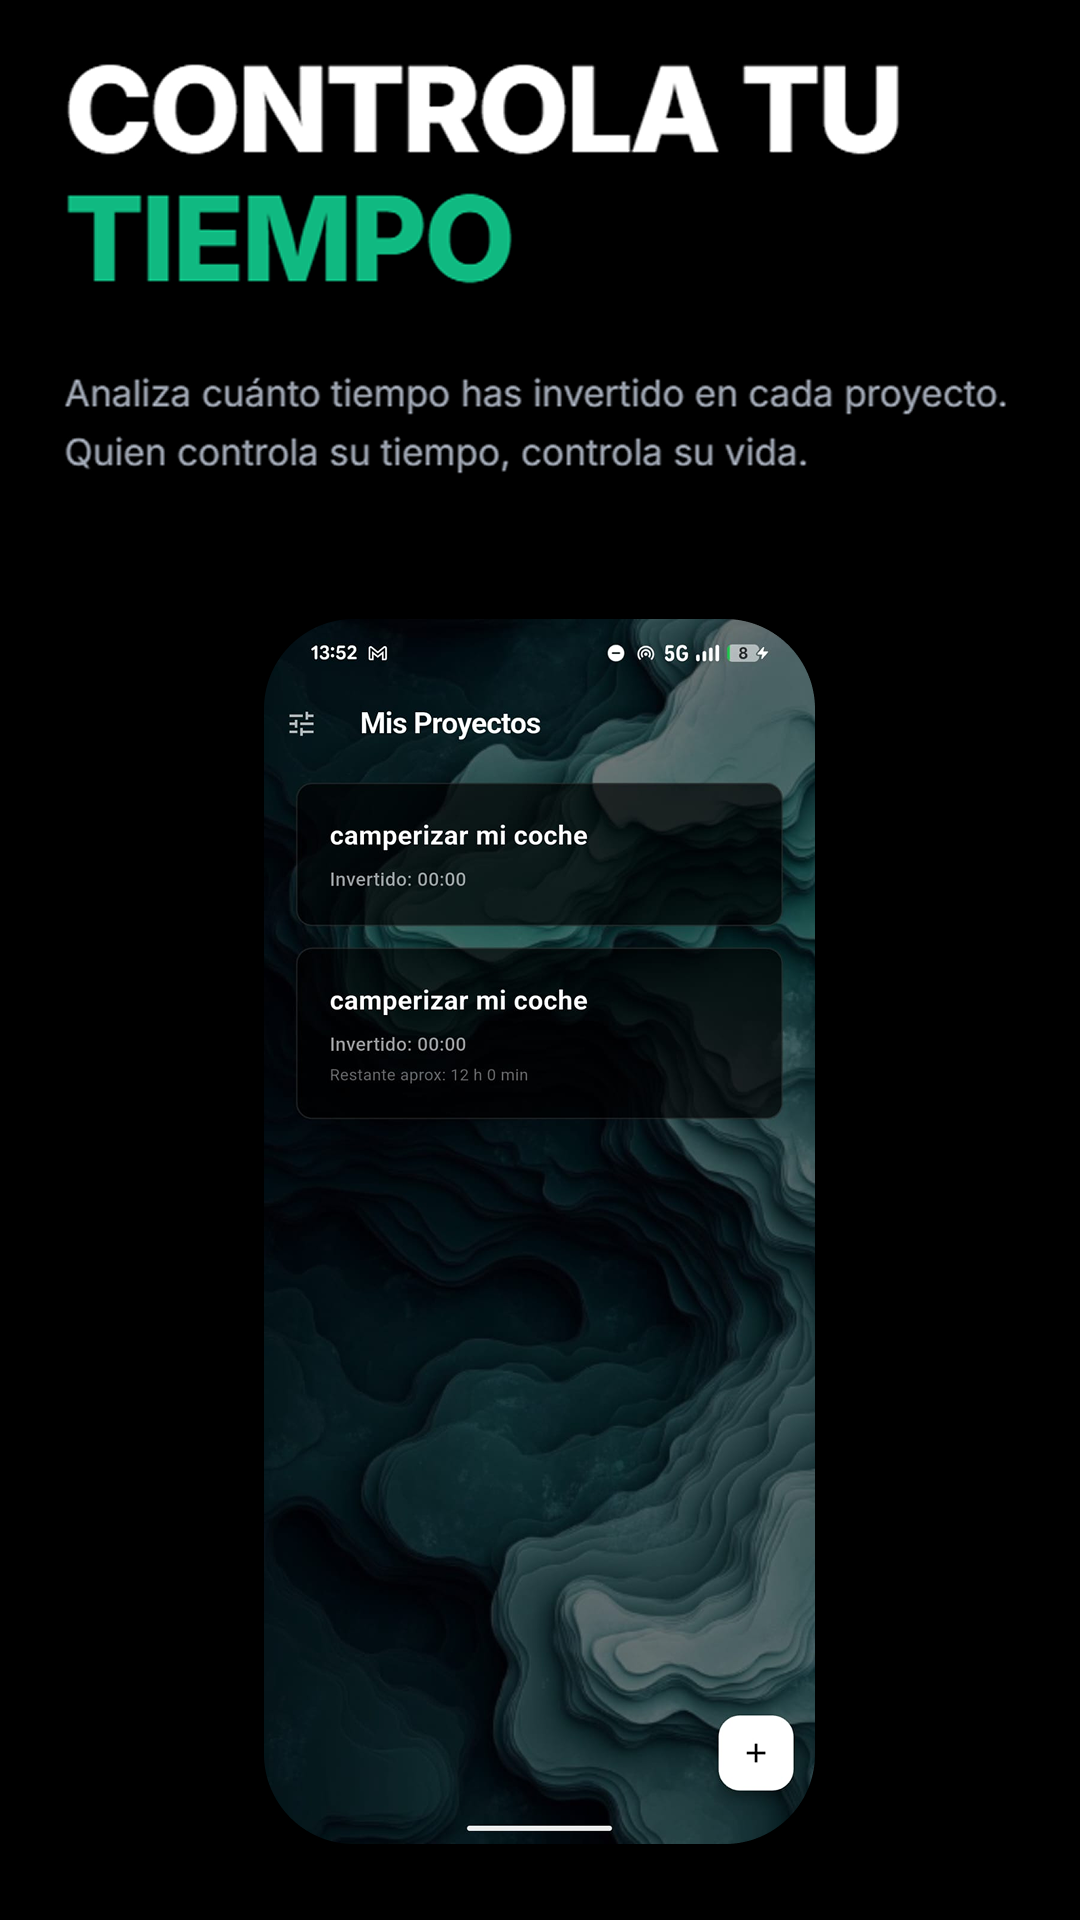 CONTROLA TU
TIEMPO
Analiza cuánto tiempo has invertido en cada proyecto.
Quien controla su tiempo, controla su vida.
13:52 5G 8
Mis Proyectos
camperizar mi coche
Invertido: 00:00
camperizar mi coche
Invertido: 00:00
Restante aprox: 12 h 0 min
+